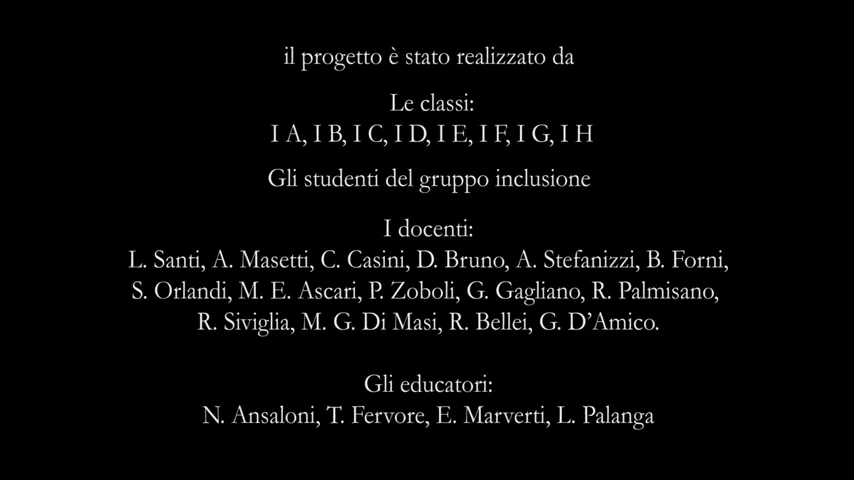 il progetto è stato realizzato da
Le classi:
I A, I B, I C, I D, I E, I F, I G, I H
Gli studenti del gruppo inclusione
I docenti:
L. Santi, A. Masetti, C. Casini, D. Bruno, A. Stefanizzi, B. Forni,
S. Orlandi, M. E. Ascari, P. Zoboli, G. Gagliano, R. Palmisano,
R. Siviglia, M. G. Di Masi, R. Bellei, G. D’Amico.
Gli educatori:
N. Ansaloni, T. Fervore, E. Marverti, L. Palanga